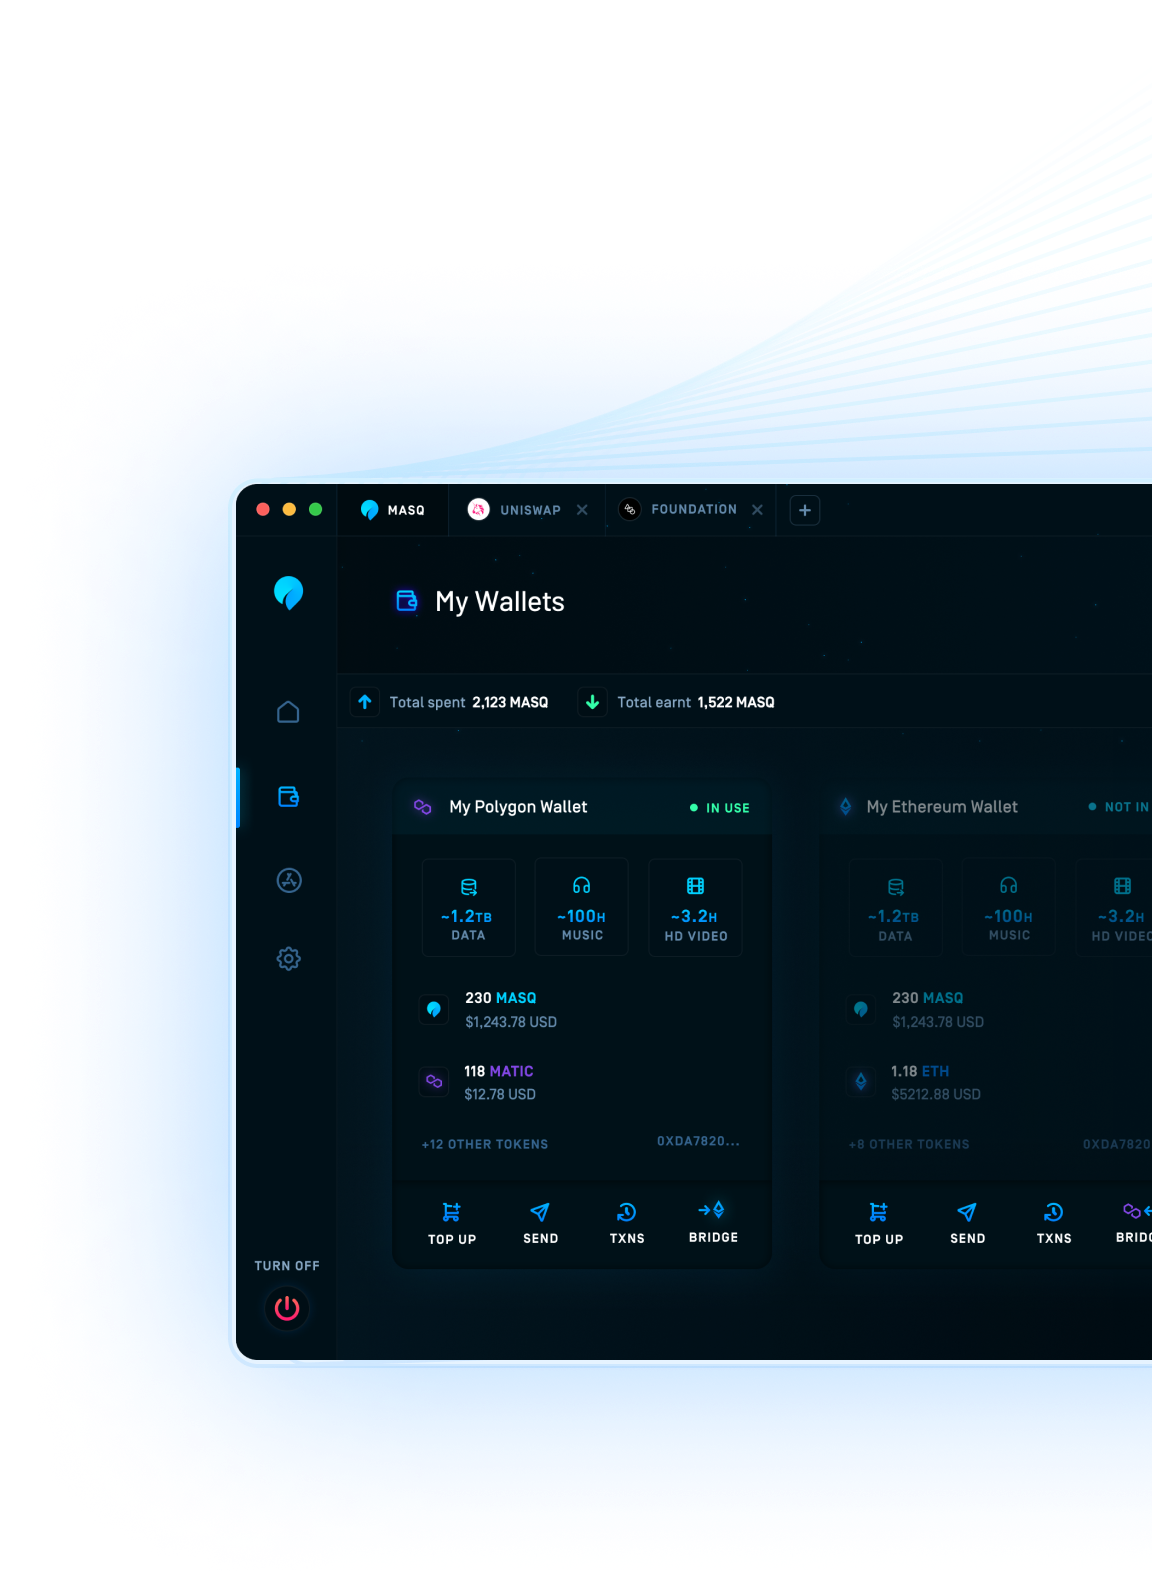 MASQ
UNISWAP
FOUNDATION
My Wallets
Total spent 2,123 MASQ
Total earnt 1,522 MASQ
My Polygon Wallet
IN USE
~1.2TB
DATA
~100H
MUSIC
~3.2H
HD VIDEO
230 MASQ
$1,243.78 USD
118 MATIC
$12.78 USD
+12 OTHER TOKENS
0XDA7820...
TOP UP
SEND
TXNS
BRIDGE
My Ethereum Wallet
NOT IN
~1.2TB
DATA
~100H
MUSIC
~3.2H
HD VIDEO
230 MASQ
$1,243.78 USD
1.18 ETH
$5212.88 USD
+8 OTHER TOKENS
0XDA7820
TOP UP
SEND
TXNS
TURN OFF